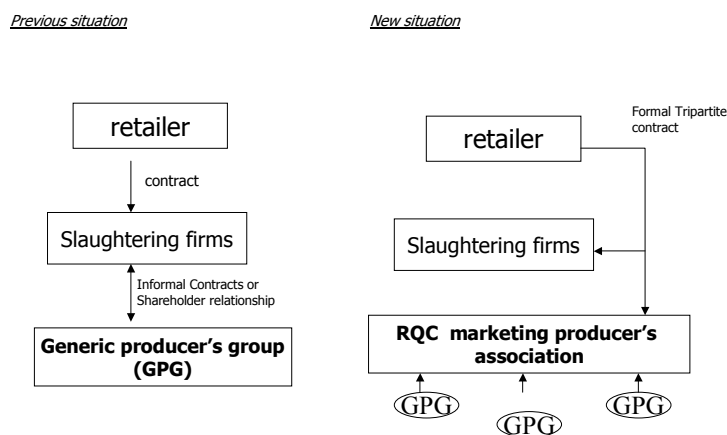 Previous situation
retailer
contract
Slaughtering firms
Informal Contracts or
Shareholder relationship
Generic producer's group
(GPG)
New situation
Formal Tripartite
contract
retailer
Slaughtering firms
RQC marketing producer's
association
GPG
GPG
GPG